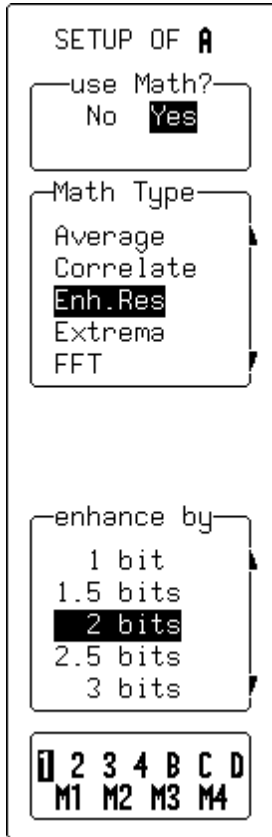 SETUP OF A
use Math?
No Yes
Math Type
Average
Correlate
Enh.Res
Extrema
FFT
enhance by
1 bit
1.5 bits
2 bits
2.5 bits
3 bits
1 2 3 4 B C D
M1 M2 M3 M4